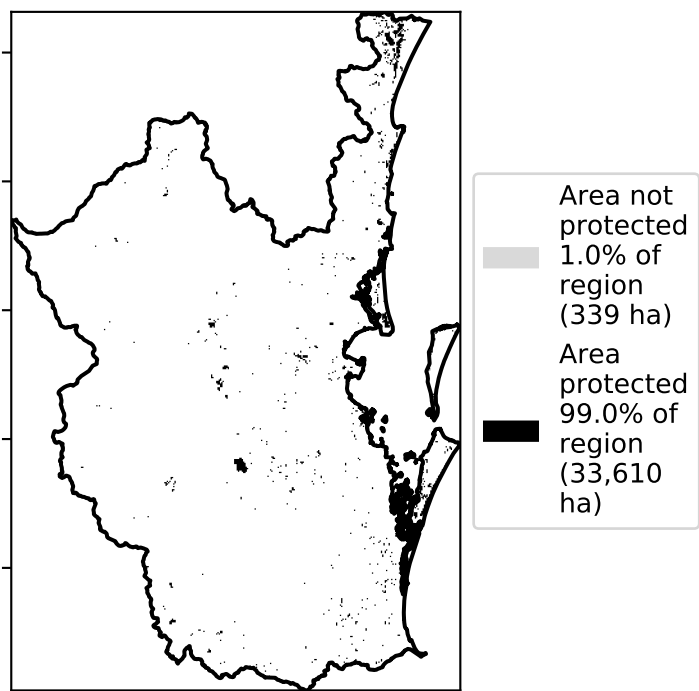 Area not
protected
1.0% of
region
(339 ha)
Area
protected
99.0% of
region
(33,610
ha)